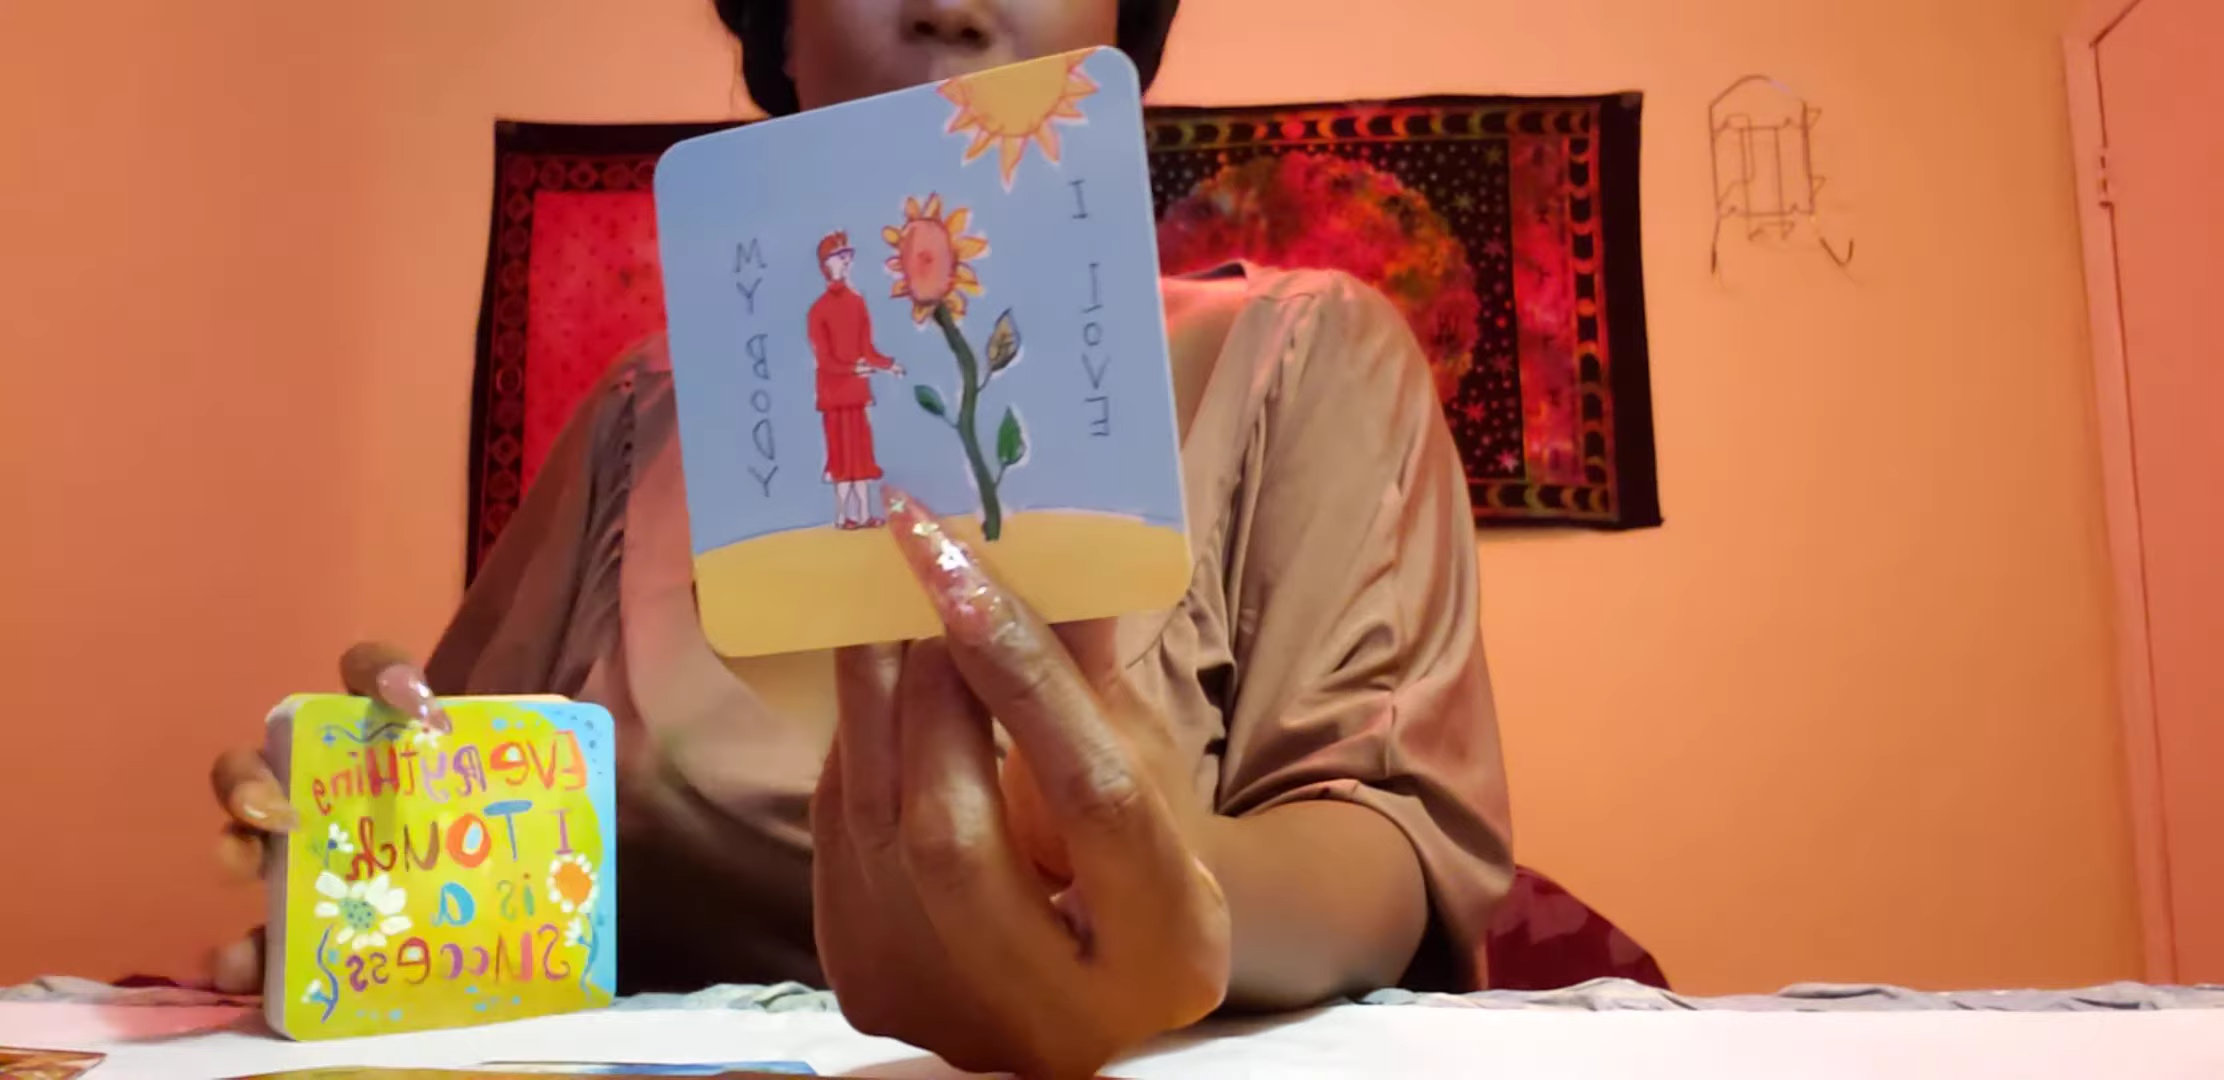 I LOVE
MY BODY
EVERYTHing
I TOUch
is a
SUccess